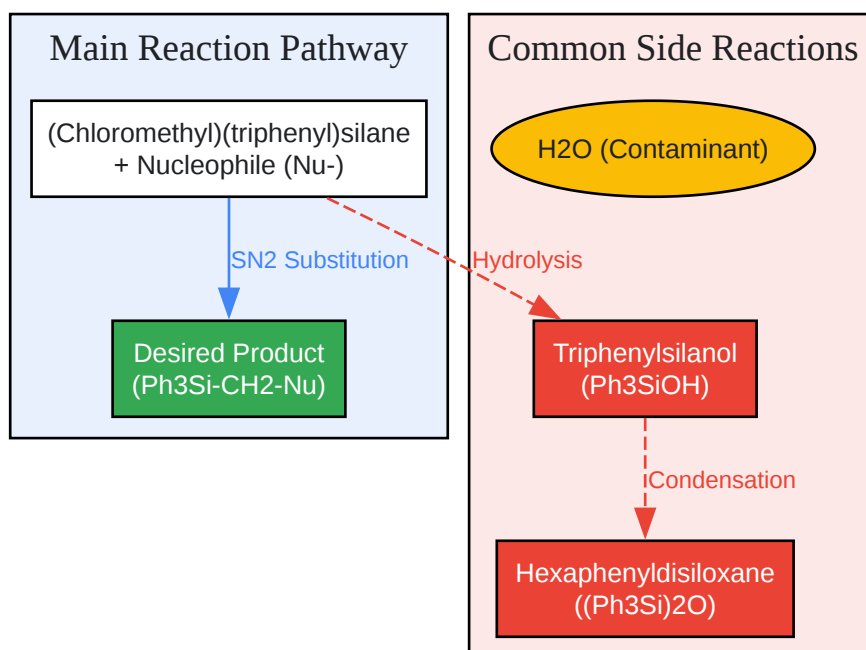 Main Reaction Pathway
(Chloromethyl)(triphenyl)silane
+ Nucleophile (Nu-)
SN2 Substitution
Desired Product
(Ph3Si-CH2-Nu)
Common Side Reactions
H2O (Contaminant)
Hydrolysis
Triphenylsilanol
(Ph3SiOH)
Condensation
Hexaphenyldisiloxane
((Ph3Si)2O)